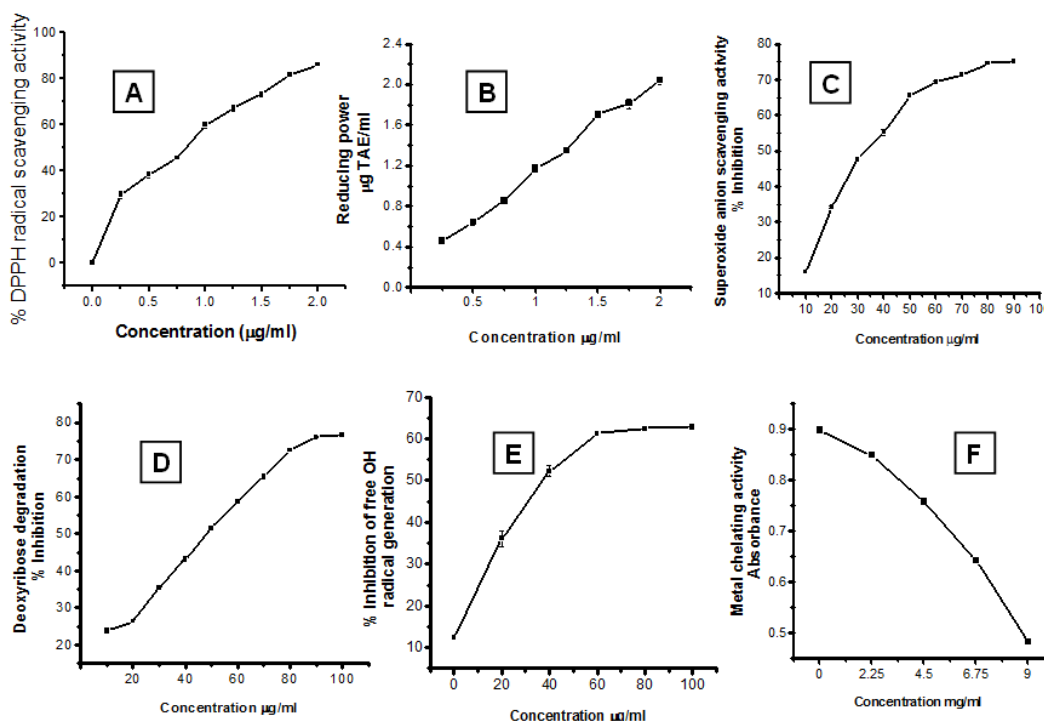 A
% DPPH radical scavenging activity
100
80
60
40
20
0
0.0 0.5 1.0 1.5 2.0
Concentration (µg/ml)
B
Reducing power
µg TAE/ml
2.4
2.0
1.6
1.2
0.8
0.4
0.0
0.5 1 1.5 2
Concentration µg/ml
C
Superoxide anion scavenging activity
% Inhibition
80
70
60
50
40
30
20
10
10 20 30 40 50 60 70 80 90 100
Concentration µg/ml
D
Deoxyribose degradation
% Inhibition
80
70
60
50
40
30
20
20 40 60 80 100
Concentration µg/ml
E
% Inhibition of free OH
radical generation
70
60
50
40
30
20
10
0 20 40 60 80 100
Concentration µg/ml
F
Metal chelating activity
Absorbance
0.9
0.8
0.7
0.6
0.5
0 2.25 4.5 6.75 9
Concentration mg/ml